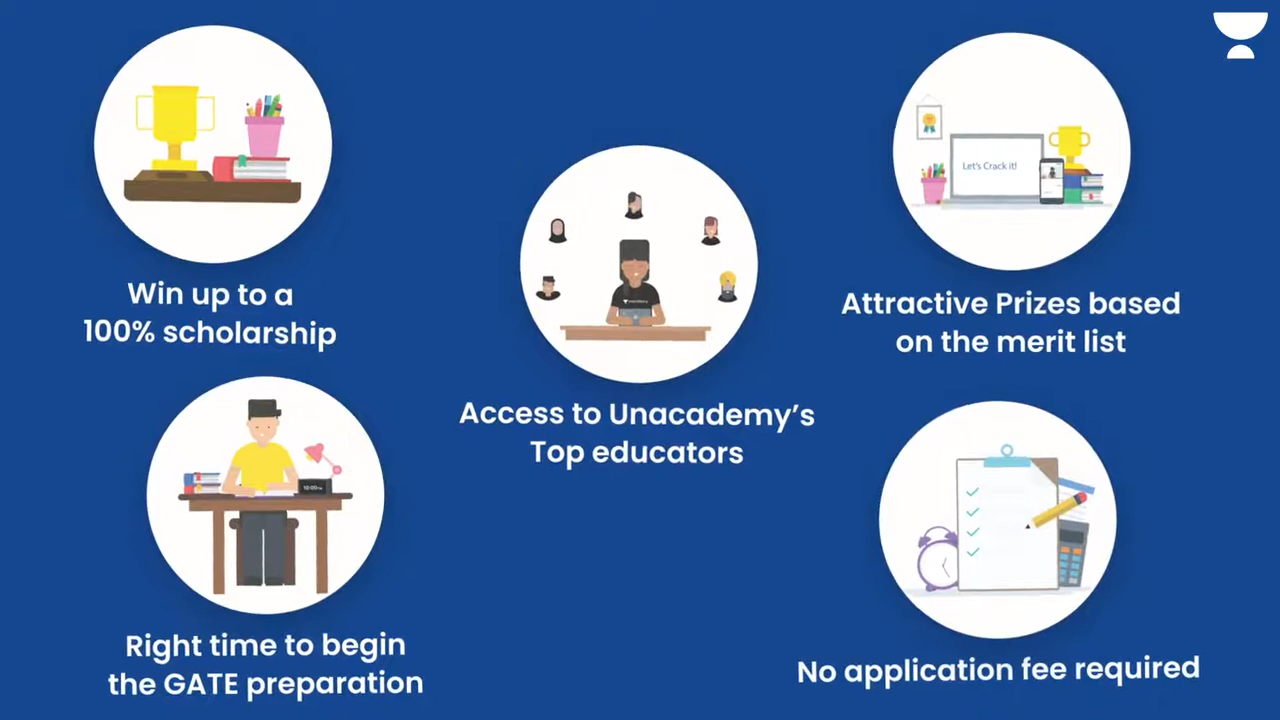 Win up to a
100% scholarship
Let's Crack it!
Attractive Prizes based
on the merit list
Access to Unacademy's
Top educators
Right time to begin
the GATE preparation
No application fee required